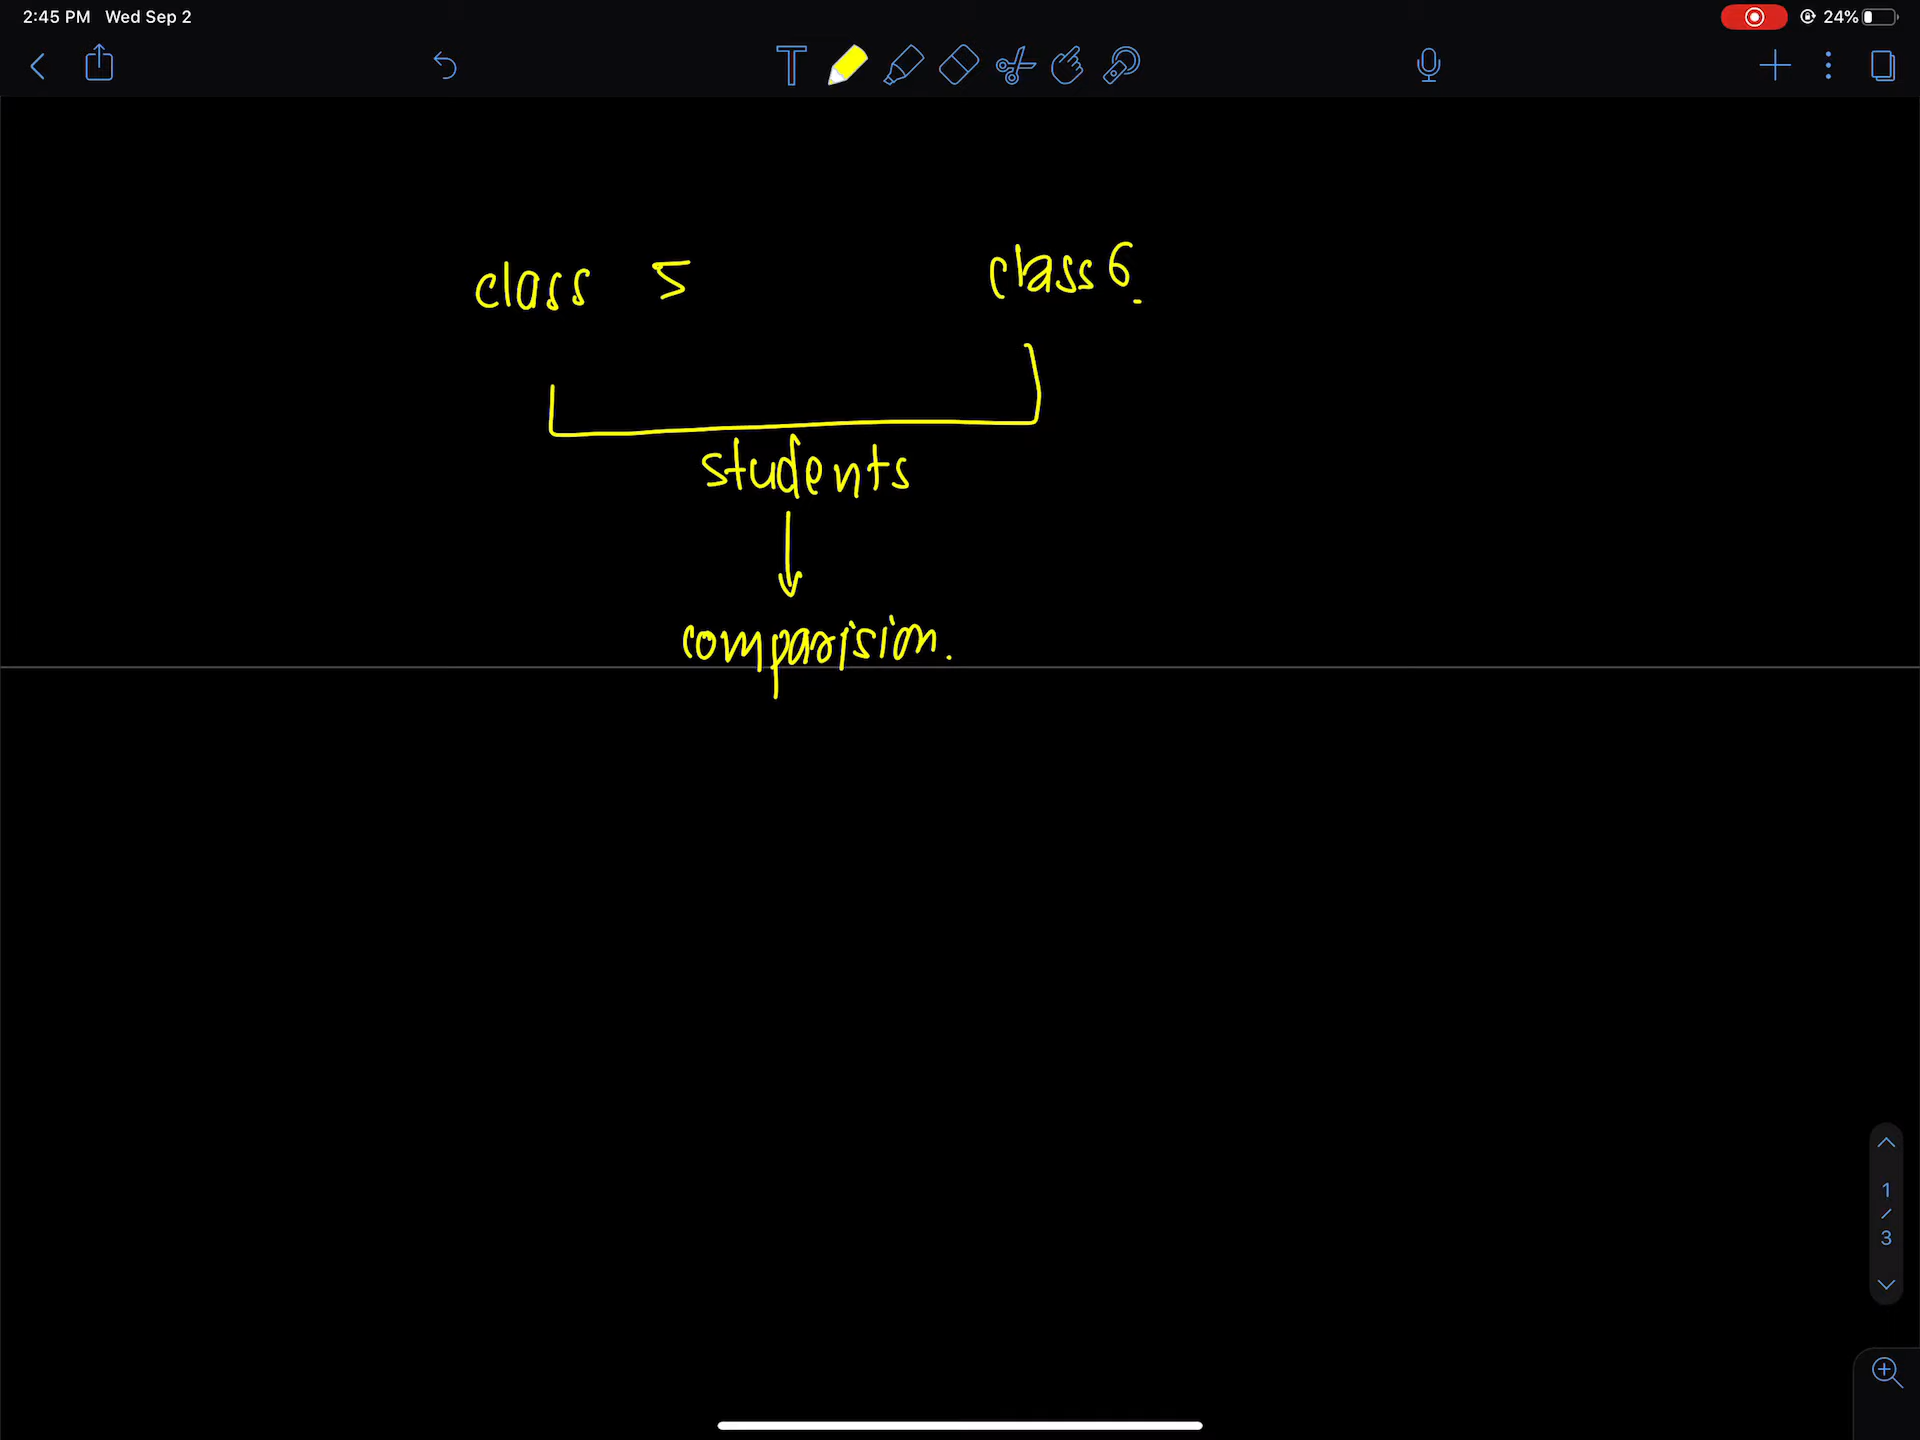 2:45 PM Wed Sep 2 24%
class 5 class 6.
students
comparision.
1
/
3